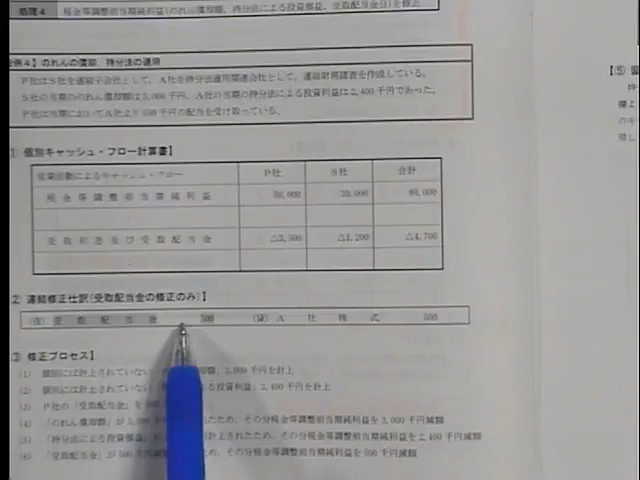 処理4 税金等調整前当期純利益(のれん償却額、持分法による投資損益、受取配当金分)を修正
例4】のれんの償却、持分法の適用
P社はS社を連結子会社として、A社を持分法適用関連会社として、連結財務諸表を作成している。
S社の当期ののれん償却額は3,000千円、A社の当期の持分法による投資利益は2,400千円であった。
P社は当期においてA社より500千円の配当を受け取っている。
① 個別キャッシュ・フロー計算書】
営業活動によるキャッシュ・フロー P社 S社 合計
税金等調整前当期純利益 50,000 30,000 80,000
: 
受取利息及び受取配当金 △3,500 △1,200 △4,700
:
② 連結修正仕訳(受取配当金の修正のみ)】
(借) 受取配当金 500 (貸) A社株式 500
③ 修正プロセス】
(1) 個別には計上されていない 却額」3,000千円を計上
(2) 個別には計上されていない よる投資利益」2,400千円を計上
(3) P社の「受取配当金」を
(4) 「のれん償却額」が3, たため、その分税金等調整前当期純利益を3,000千円減額
(5) 「持分法による投資 計上されたため、その分税金等調整前当期純利益を2,400千円
(6) 「受取配当金」が500 ため、その分税金等調整前当期純利益を500千円減額
【⑤